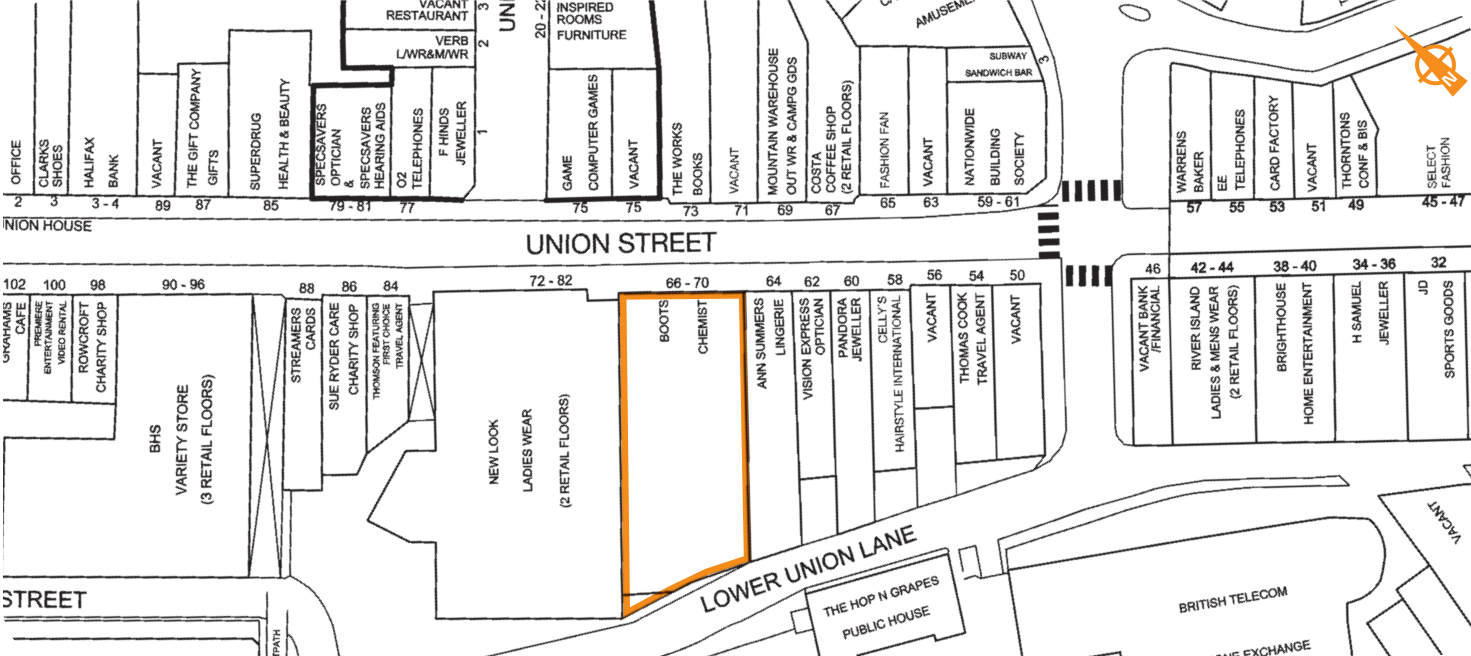 VACANT
RESTAURANT
3
UNI
20 - 22
INSPIRED
ROOMS
FURNITURE
AMUSEME
VERB
L/WR&M/WR
2
SUBWAY
SANDWICH BAR
3
N
OFFICE
CLARKS
SHOES
HALIFAX
BANK
VACANT
THE GIFT COMPANY
GIFTS
SUPERDRUG
HEALTH & BEAUTY
SPECSAVERS
OPTICIAN
&
SPECSAVERS
HEARING AIDS
O2
TELEPHONES
F HINDS
JEWELLER
1
GAME
COMPUTER GAMES
VACANT
THE WORKS
BOOKS
VACANT
MOUNTAIN WAREHOUSE
OUT WR & CAMPG GDS
COSTA
COFFEE SHOP
(2 RETAIL FLOORS)
FASHION FAN
VACANT
NATIONWIDE
BUILDING
SOCIETY
WARRENS
BAKER
EE
TELEPHONES
CARD FACTORY
VACANT
THORNTONS
CONF & BIS
SELECT
FASHION
2
3
3 - 4
89
87
85
79 - 81
77
75
75
73
71
69
67
65
63
59 - 61
57
55
53
51
49
45 - 47
NION HOUSE
UNION STREET
102
100
98
90 - 96
88
86
84
72 - 82
66 - 70
64
62
60
58
56
54
50
46
42 - 44
38 - 40
34 - 36
32
GRAHAMS
CAFE
PREMIERE
ENTERTAINMENT
VIDEO RENTAL
ROWCROFT
CHARITY SHOP
BHS
VARIETY STORE
(3 RETAIL FLOORS)
STREAMERS
CARDS
SUE RYDER CARE
CHARITY SHOP
THOMSON FEATURING
FIRST CHOICE
TRAVEL AGENT
NEW LOOK
LADIES WEAR
(2 RETAIL FLOORS)
BOOTS
CHEMIST
ANN SUMMERS
LINGERIE
VISION EXPRESS
OPTICIAN
PANDORA
JEWELLER
CELLY'S
HAIRSTYLE INTERNATIONAL
VACANT
THOMAS COOK
TRAVEL AGENT
VACANT
VACANT BANK
/FINANCIAL
RIVER ISLAND
LADIES & MENS WEAR
(2 RETAIL FLOORS)
BRIGHTHOUSE
HOME ENTERTAINMENT
H SAMUEL
JEWELLER
JD
SPORTS GOODS
VACANT
LOWER UNION LANE
STREET
TPATH
THE HOP N GRAPES
PUBLIC HOUSE
BRITISH TELECOM
NE EXCHANGE